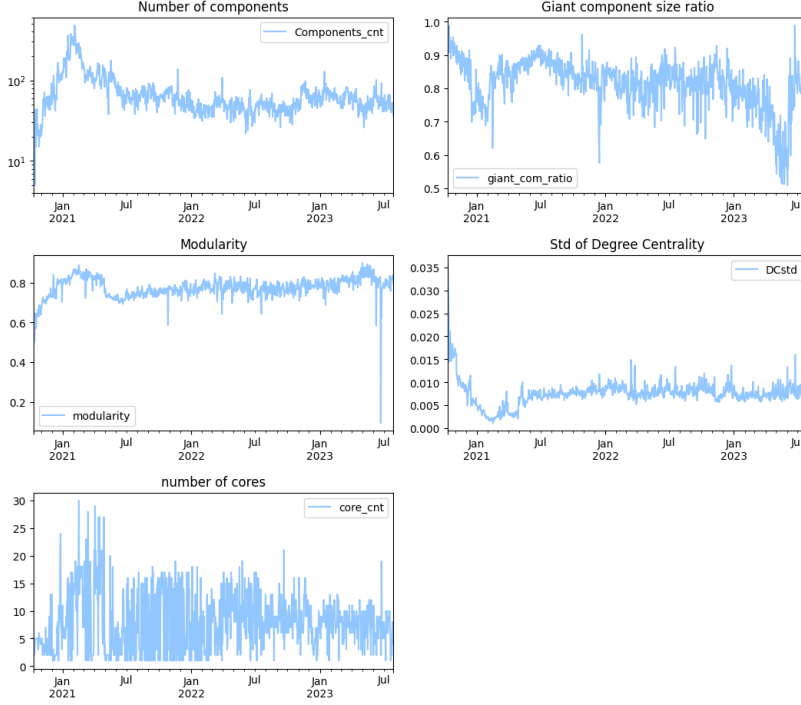 Number of components
Components_cnt
10²
10¹
Jan
2021
Jul
Jan
2022
Jul
Jan
2023
Jul
Giant component size ratio
1.0
0.9
0.8
0.7
0.6
0.5
giant_com_ratio
Jan
2021
Jul
Jan
2022
Jul
Jan
2023
Jul
Modularity
0.8
0.6
0.4
0.2
modularity
Jan
2021
Jul
Jan
2022
Jul
Jan
2023
Jul
Std of Degree Centrality
DCstd
0.035
0.030
0.025
0.020
0.015
0.010
0.005
0.000
Jan
2021
Jul
Jan
2022
Jul
Jan
2023
Jul
number of cores
core_cnt
30
25
20
15
10
5
0
Jan
2021
Jul
Jan
2022
Jul
Jan
2023
Jul